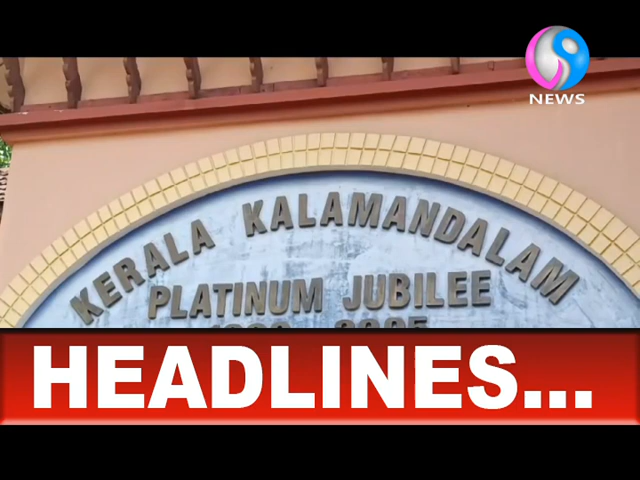 NEWS
KERALA KALAMANDALAM
PLATINUM JUBILEE
HEADLINES...